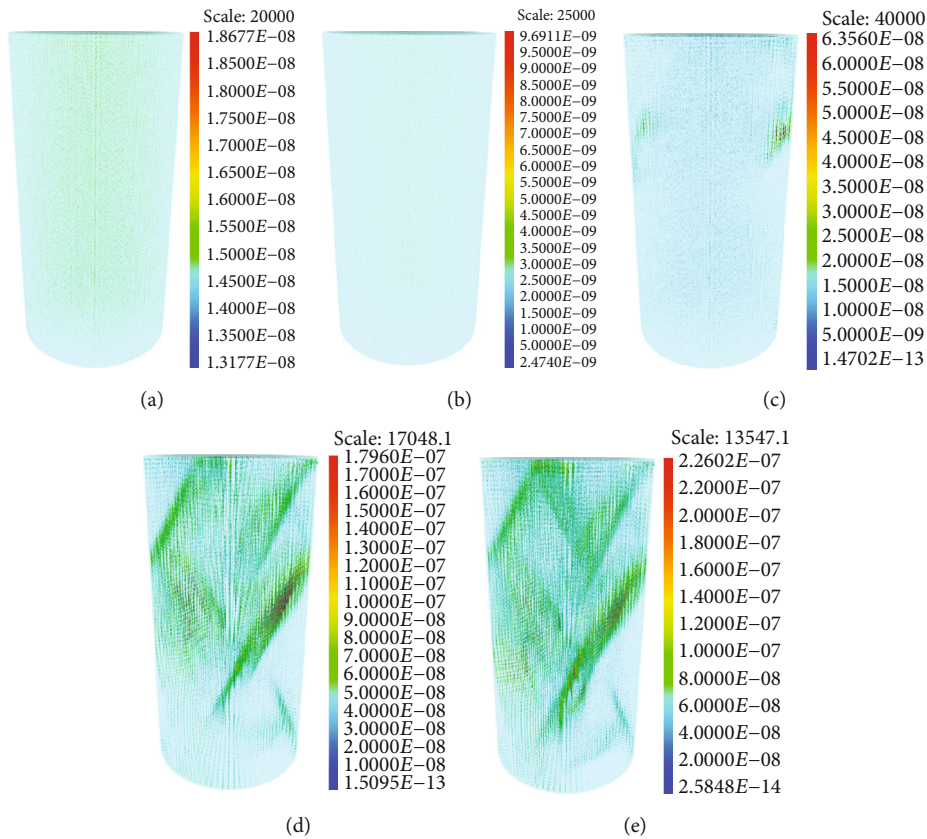 Scale: 20000
1.8677E−08
1.8500E−08
1.8000E−08
1.7500E−08
1.7000E−08
1.6500E−08
1.6000E−08
1.5500E−08
1.5000E−08
1.4500E−08
1.4000E−08
1.3500E−08
1.3177E−08
(a)
Scale: 25000
9.6911E−09
9.5000E−09
9.0000E−09
8.5000E−09
8.0000E−09
7.5000E−09
7.0000E−09
6.5000E−09
6.0000E−09
5.5000E−09
5.0000E−09
4.5000E−09
4.0000E−09
3.5000E−09
3.0000E−09
2.5000E−09
2.0000E−09
1.5000E−09
1.0000E−09
5.0000E−09
2.4740E−09
(b)
Scale: 40000
6.3560E−08
6.0000E−08
5.5000E−08
5.0000E−08
4.5000E−08
4.0000E−08
3.5000E−08
3.0000E−08
2.5000E−08
2.0000E−08
1.5000E−08
1.0000E−08
5.0000E−09
1.4702E−13
(c)
Scale: 17048.1
1.7960E−07
1.7000E−07
1.6000E−07
1.5000E−07
1.4000E−07
1.3000E−07
1.2000E−07
1.1000E−07
1.0000E−07
9.0000E−08
8.0000E−08
7.0000E−08
6.0000E−08
5.0000E−08
4.0000E−08
3.0000E−08
2.0000E−08
1.0000E−08
1.5095E−13
(d)
Scale: 13547.1
2.2602E−07
2.2000E−07
2.0000E−07
1.8000E−07
1.6000E−07
1.4000E−07
1.2000E−07
1.0000E−07
8.0000E−08
6.0000E−08
4.0000E−08
2.0000E−08
2.5848E−14
(e)